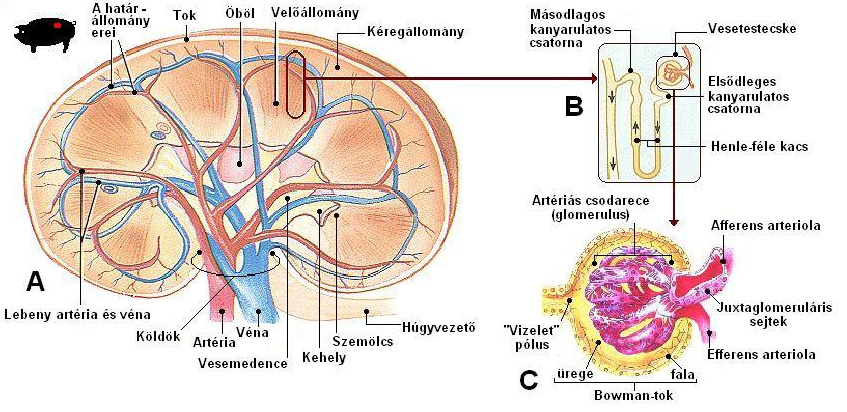 A határ-
állomány
erei
Tok
Öböl
Velőállomány
Kéregállomány
A
Lebeny artéria és véna
Köldök
Artéria
Véna
Vesemedence
Kehely
Szemölcs
Húgyvezető
Másodlagos
kanyarulatos
csatorna
Vesetestecske
B
Elsődleges
kanyarulatos
csatorna
Henle-féle kacs
Artériás csodarece
(glomerulus)
Afferens arteriola
Juxtaglomeruláris
sejtek
Efferens arteriola
"Vizelet"
pólus
C
ürege
fala
Bowman-tok